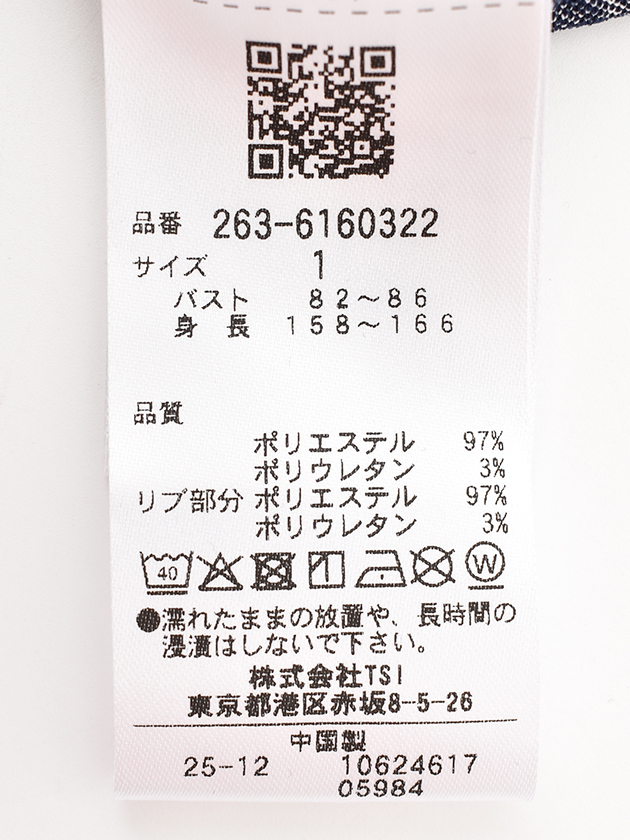 品番 263-6160322
サイズ 1
バスト 82〜86
身長 158〜166
品質
ポリエステル 97%
ポリウレタン 3%
リブ部分 ポリエステル 97%
ポリウレタン 3%
40 W
●濡れたままの放置や、長時間の
浸漬はしないで下さい。
株式会社TSI
東京都港区赤坂8-5-26
中国製
25-12 10624617
05984